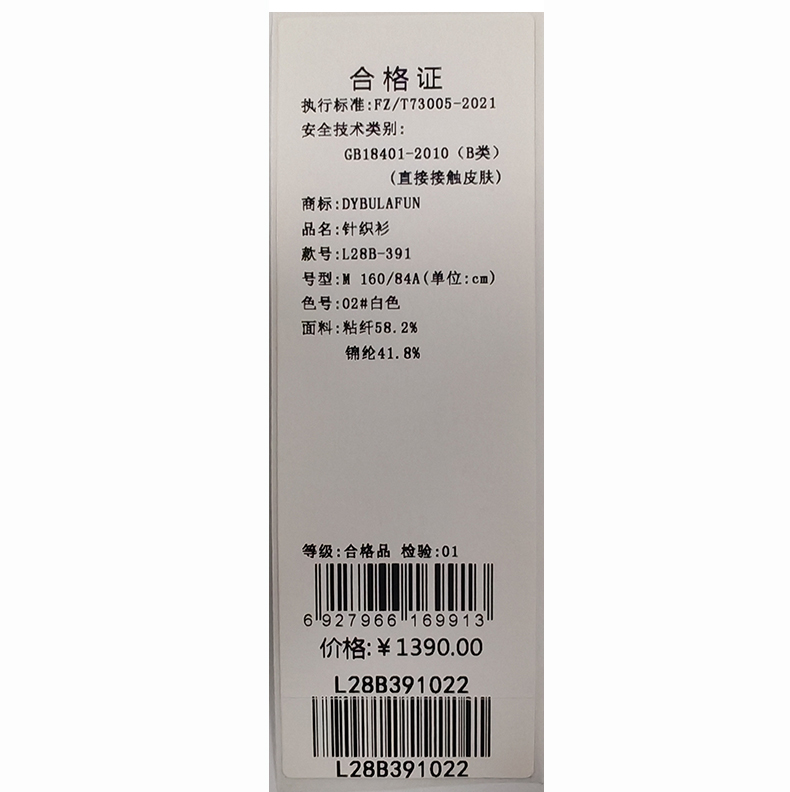 合格证
执行标准:FZ/T73005-2021
安全技术类别:
GB18401-2010（B类）
(直接接触皮肤)
商标:DYBULAFUN
品名:针织衫
款号:L28B-391
号型:M 160/84A(单位:cm)
色号:02#白色
面料:粘纤58.2%
锦纶41.8%
等级:合格品 检验:01
6 927966 169913
价格:￥1390.00
L28B391022
L28B391022